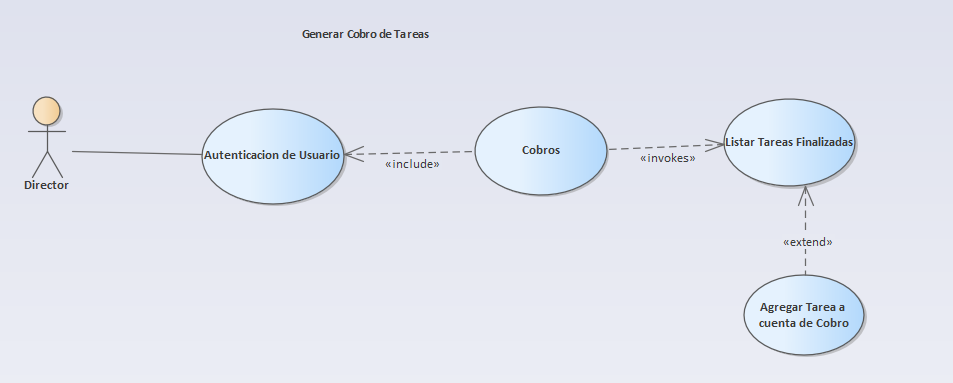 Generar Cobro de Tareas
Director
Autenticacion de Usuario
«include»
Cobros
«invokes»
Listar Tareas Finalizadas
«extend»
Agregar Tarea a
cuenta de Cobro